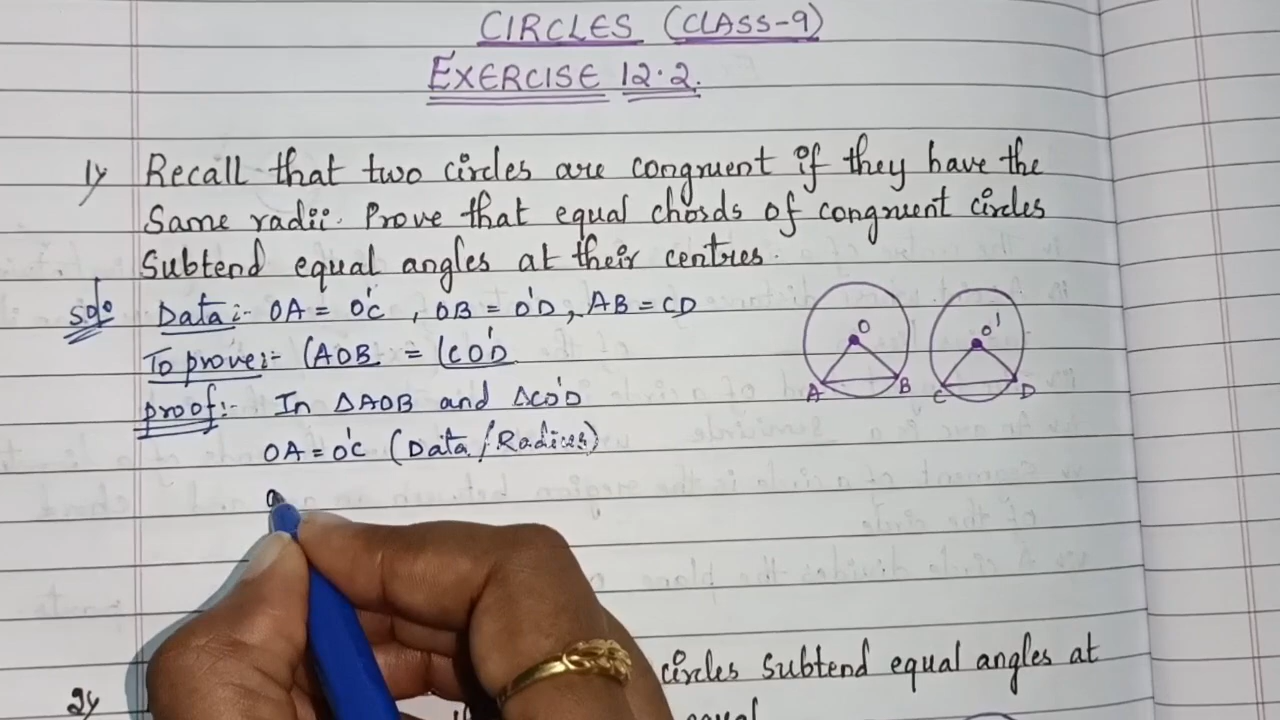 CIRCLES (CLASS-9)
EXERCISE 12.2.
1) Recall that two circles are congruent if they have the
Same radii. Prove that equal chords of congruent circles
Subtend equal angles at their centres.
Data:- OA = O'C, OB = O'D, AB = CD
To prove:- ∠AOB = ∠CO'D
Proof:- In ΔAOB and ΔCO'D
OA = O'C (Data/Radices)
O
O O'
A B C D
2) circles subtend equal angles at
equal